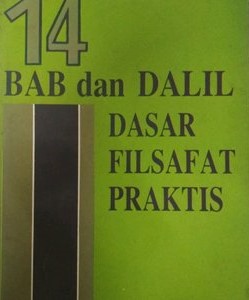 14
BAB dan DALIL
DASAR
FILSAFAT
PRAKTIS